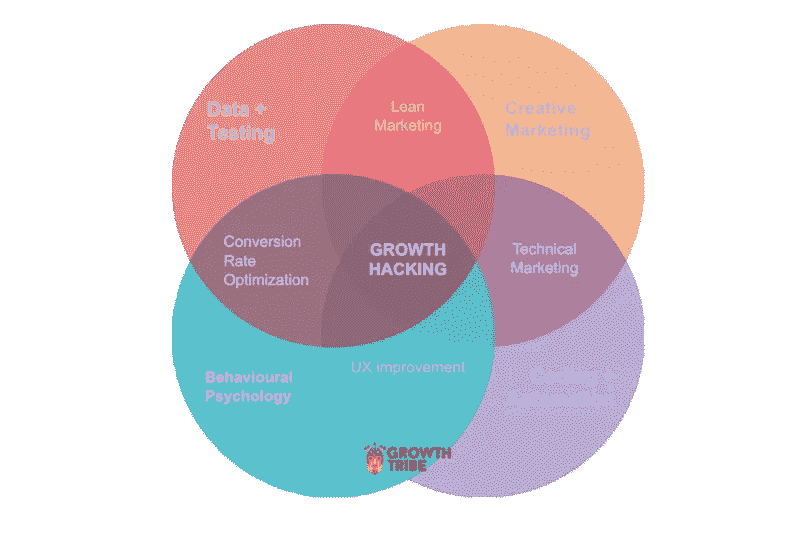 Data +
Testing
Lean
Marketing
Creative
Marketing
Conversion
Rate
Optimization
GROWTH
HACKING
Technical
Marketing
UX improvement
Behavioural
Psychology
GROWTH
TRIBE